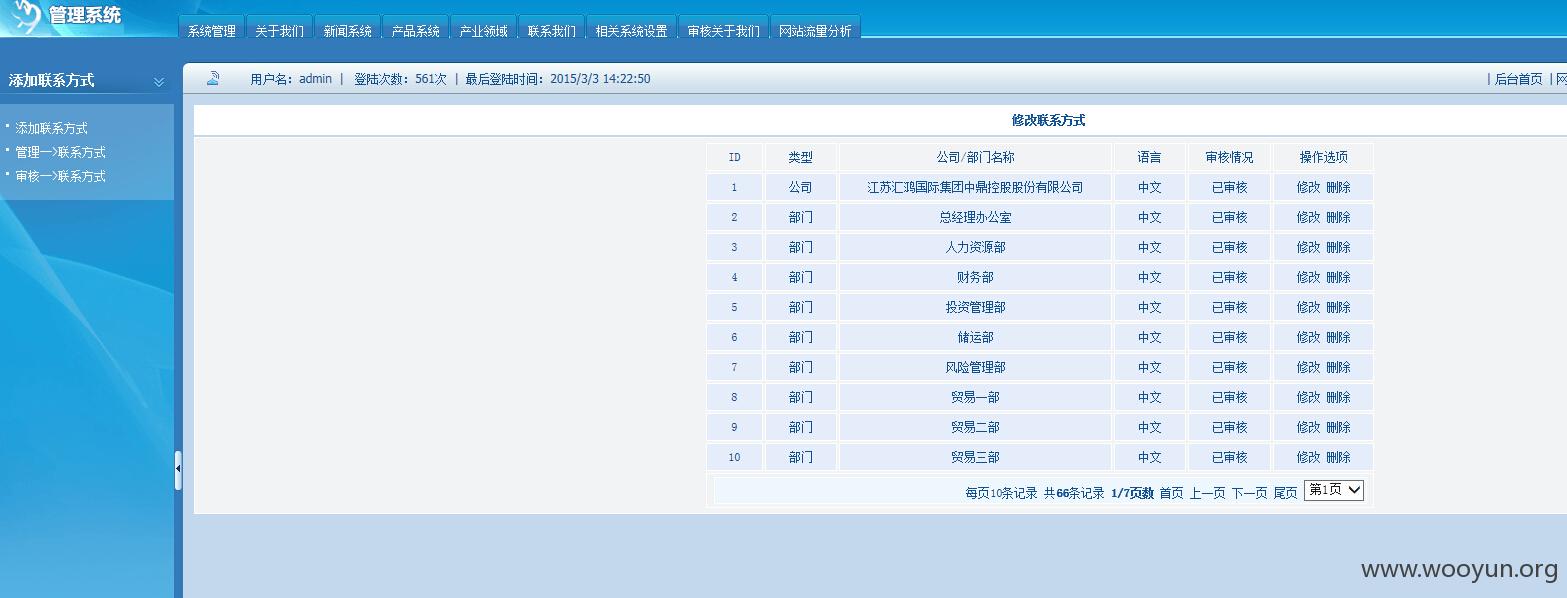 管理系统
系统管理 关于我们 新闻系统 产品系统 产业领域 联系我们 相关系统设置 审核关于我们 网站流量分析
添加联系方式
用户名：admin | 登陆次数：561次 | 最后登陆时间：2015/3/3 14:22:50
| 后台首页 |
添加联系方式
管理一>联系方式
审核一>联系方式
修改联系方式
ID 类型 公司/部门名称 语言 审核情况 操作选项
1 公司 江苏汇鸿国际集团中鼎控股股份有限公司 中文 已审核 修改 删除
2 部门 总经理办公室 中文 已审核 修改 删除
3 部门 人力资源部 中文 已审核 修改 删除
4 部门 财务部 中文 已审核 修改 删除
5 部门 投资管理部 中文 已审核 修改 删除
6 部门 储运部 中文 已审核 修改 删除
7 部门 风险管理部 中文 已审核 修改 删除
8 部门 贸易一部 中文 已审核 修改 删除
9 部门 贸易二部 中文 已审核 修改 删除
10 部门 贸易三部 中文 已审核 修改 删除
每页10条记录 共66条记录 1/7页数 首页 上一页 下一页 尾页 第1页
www.wooyun.org